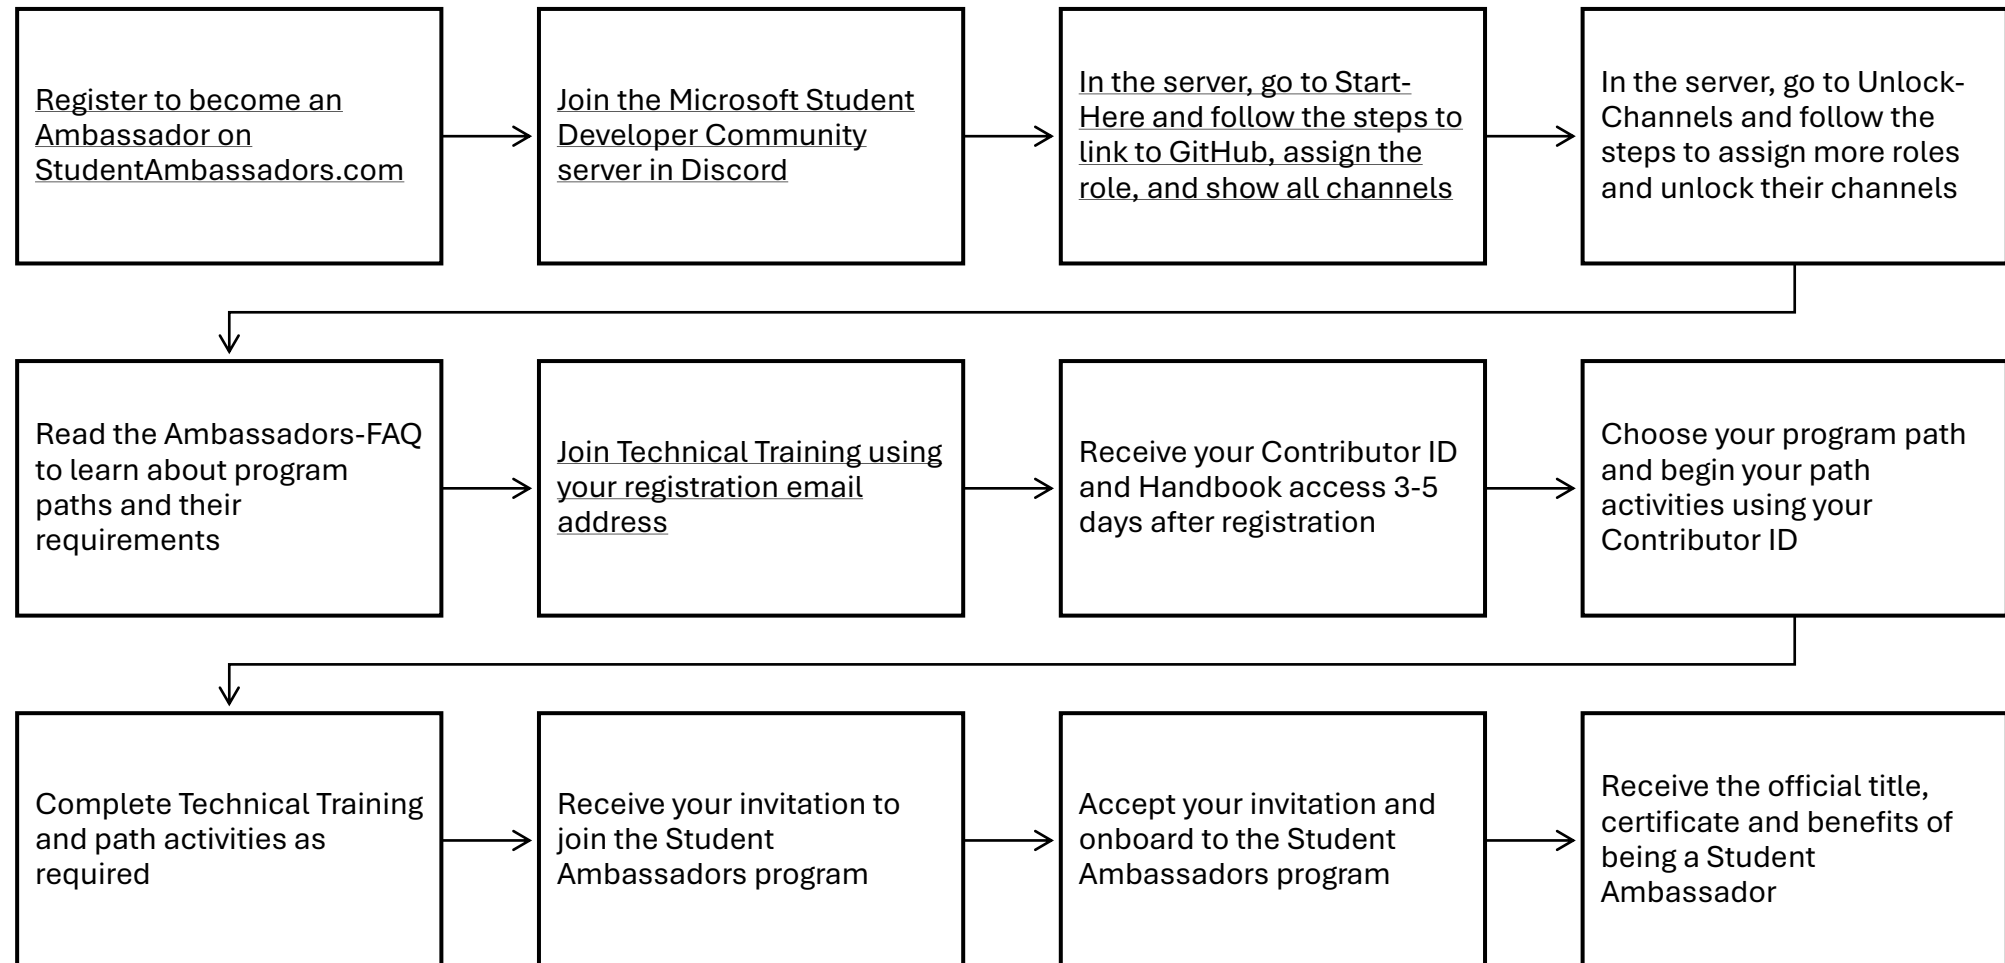 Register to become an
Ambassador on
StudentAmbassadors.com
Join the Microsoft Student
Developer Community
server in Discord
In the server, go to Start-
Here and follow the steps to
link to GitHub, assign the
role, and show all channels
In the server, go to Unlock-
Channels and follow the
steps to assign more roles
and unlock their channels
Read the Ambassadors-FAQ
to learn about program
paths and their
requirements
Join Technical Training using
your registration email
address
Receive your Contributor ID
and Handbook access 3-5
days after registration
Choose your program path
and begin your path
activities using your
Contributor ID
Complete Technical Training
and path activities as
required
Receive your invitation to
join the Student
Ambassadors program
Accept your invitation and
onboard to the Student
Ambassadors program
Receive the official title,
certificate and benefits of
being a Student
Ambassador